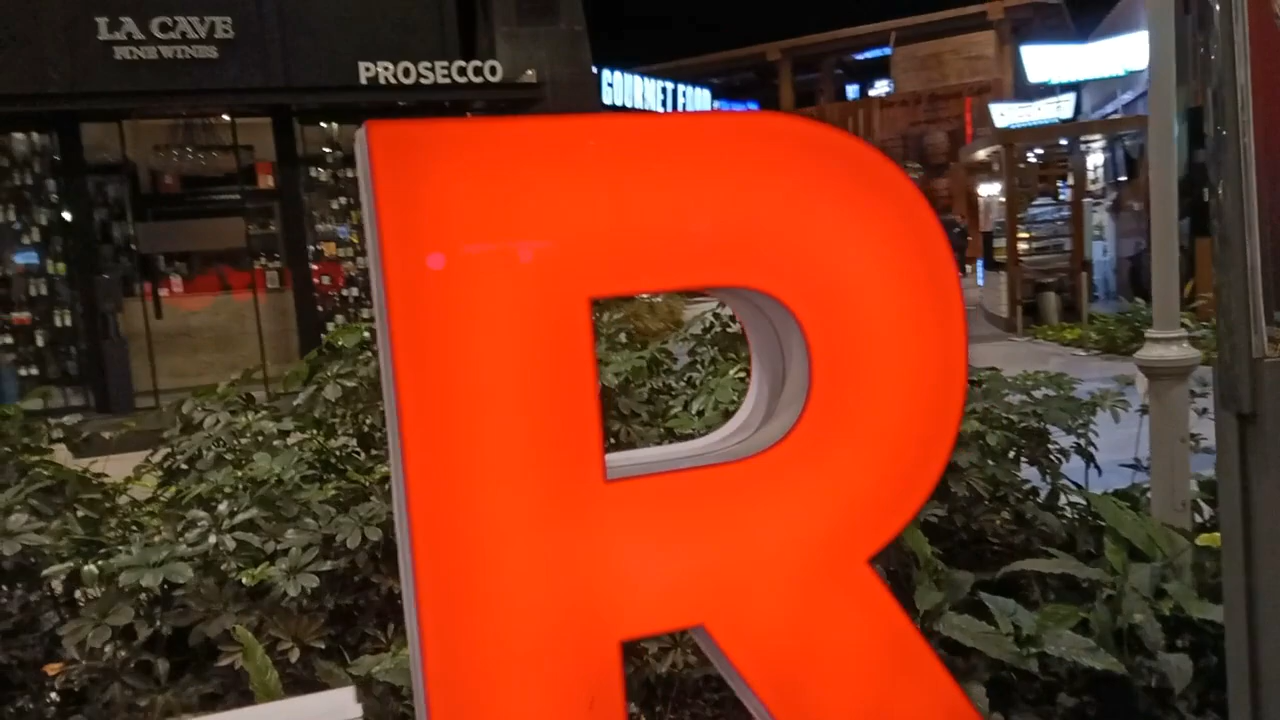 LA CAVE
FINE WINES
PROSECCO
GOURMET FOOD
R